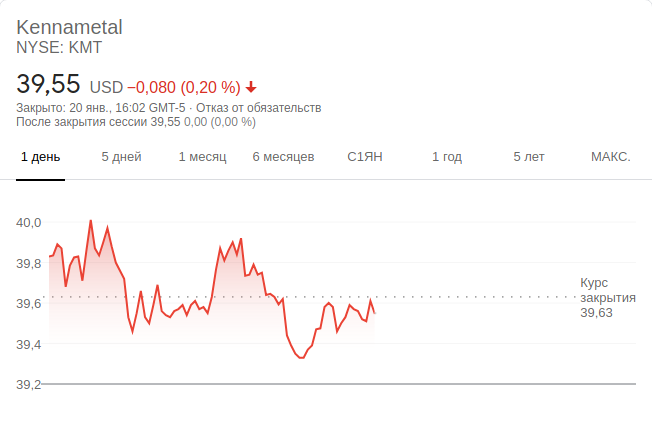 Kennametal
NYSE: KMT
39,55 USD −0,080 (0,20 %)
Закрыто: 20 янв., 16:02 GMT-5 · Отказ от обязательств
После закрытия сессии 39,55 0,00 (0,00 %)
1 день 5 дней 1 месяц 6 месяцев С1ЯН 1 год 5 лет МАКС.
40,0
39,8
39,6
39,4
39,2
Курс
закрытия
39,63